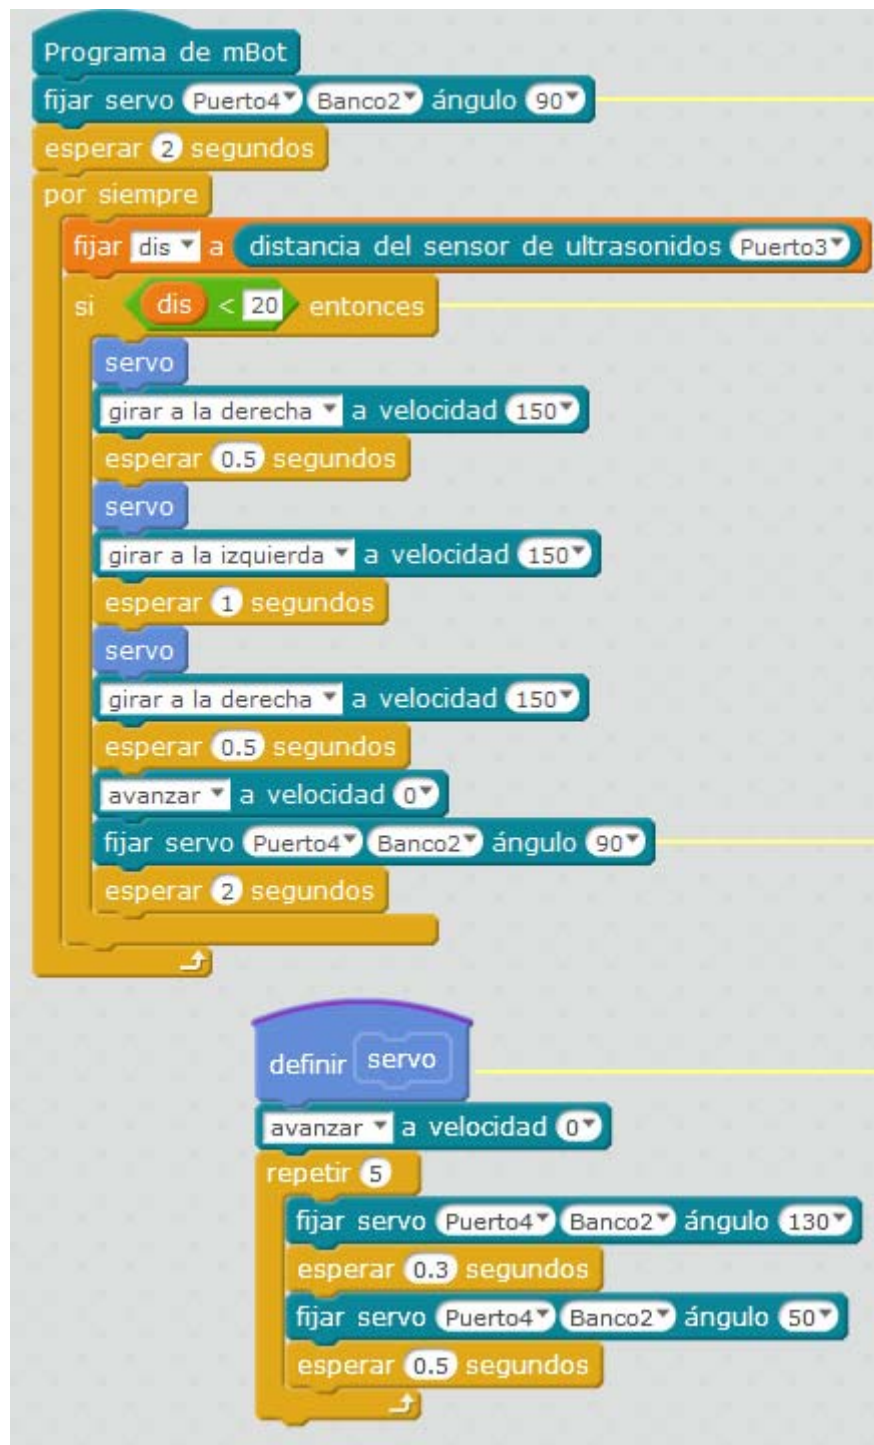 Programa de mBot
fijar servo Puerto4 Banco2 ángulo 90
esperar 2 segundos
por siempre
fijar dis a distancia del sensor de ultrasonidos Puerto3
si dis < 20 entonces
servo
girar a la derecha a velocidad 150
esperar 0.5 segundos
servo
girar a la izquierda a velocidad 150
esperar 1 segundos
servo
girar a la derecha a velocidad 150
esperar 0.5 segundos
avanzar a velocidad 0
fijar servo Puerto4 Banco2 ángulo 90
esperar 2 segundos
definir servo
avanzar a velocidad 0
repetir 5
fijar servo Puerto4 Banco2 ángulo 130
esperar 0.3 segundos
fijar servo Puerto4 Banco2 ángulo 50
esperar 0.5 segundos